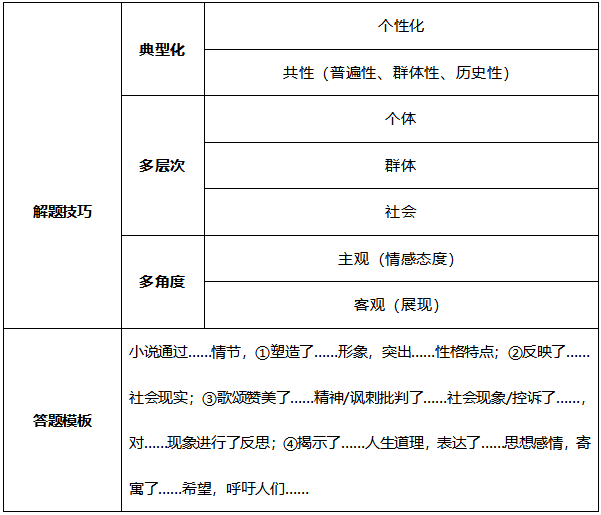 解题技巧
典型化
个性化
共性（普遍性、群体性、历史性）
多层次
个体
群体
社会
多角度
主观（情感态度）
客观（展现）
答题模板
小说通过……情节，①塑造了……形象，突出……性格特点；②反映了……
社会现实；③歌颂赞美了……精神/讽刺批判了……社会现象/控诉了……，
对……现象进行了反思；④揭示了……人生道理，表达了……思想感情，寄
寓了……希望，呼吁人们……